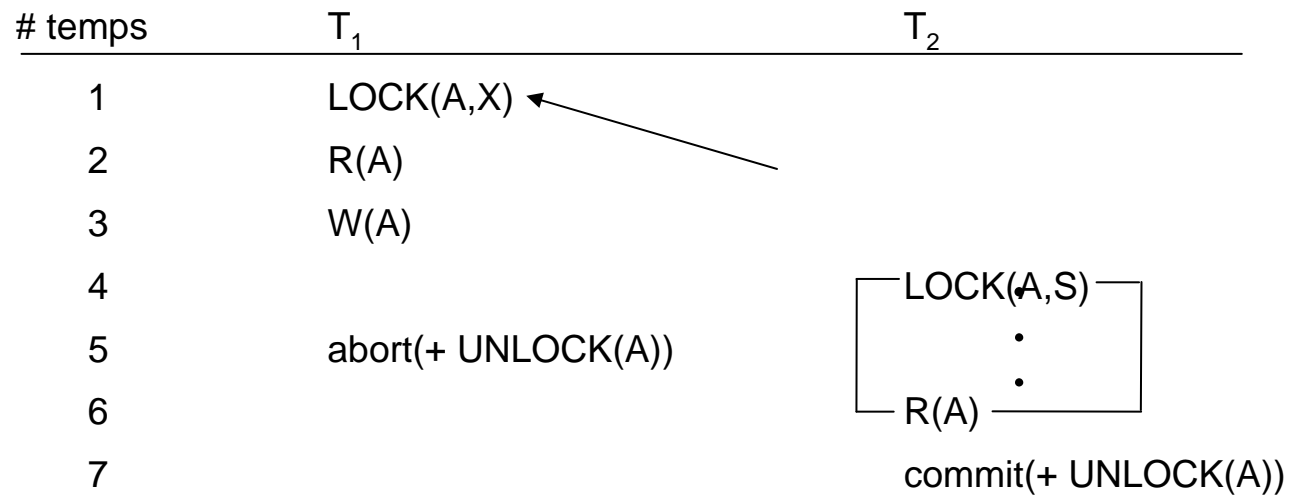 # temps T1 T2
1 LOCK(A,X)
2 R(A)
3 W(A)
4 LOCK(A,S)
5 abort(+ UNLOCK(A))
6 R(A)
7 commit(+ UNLOCK(A))